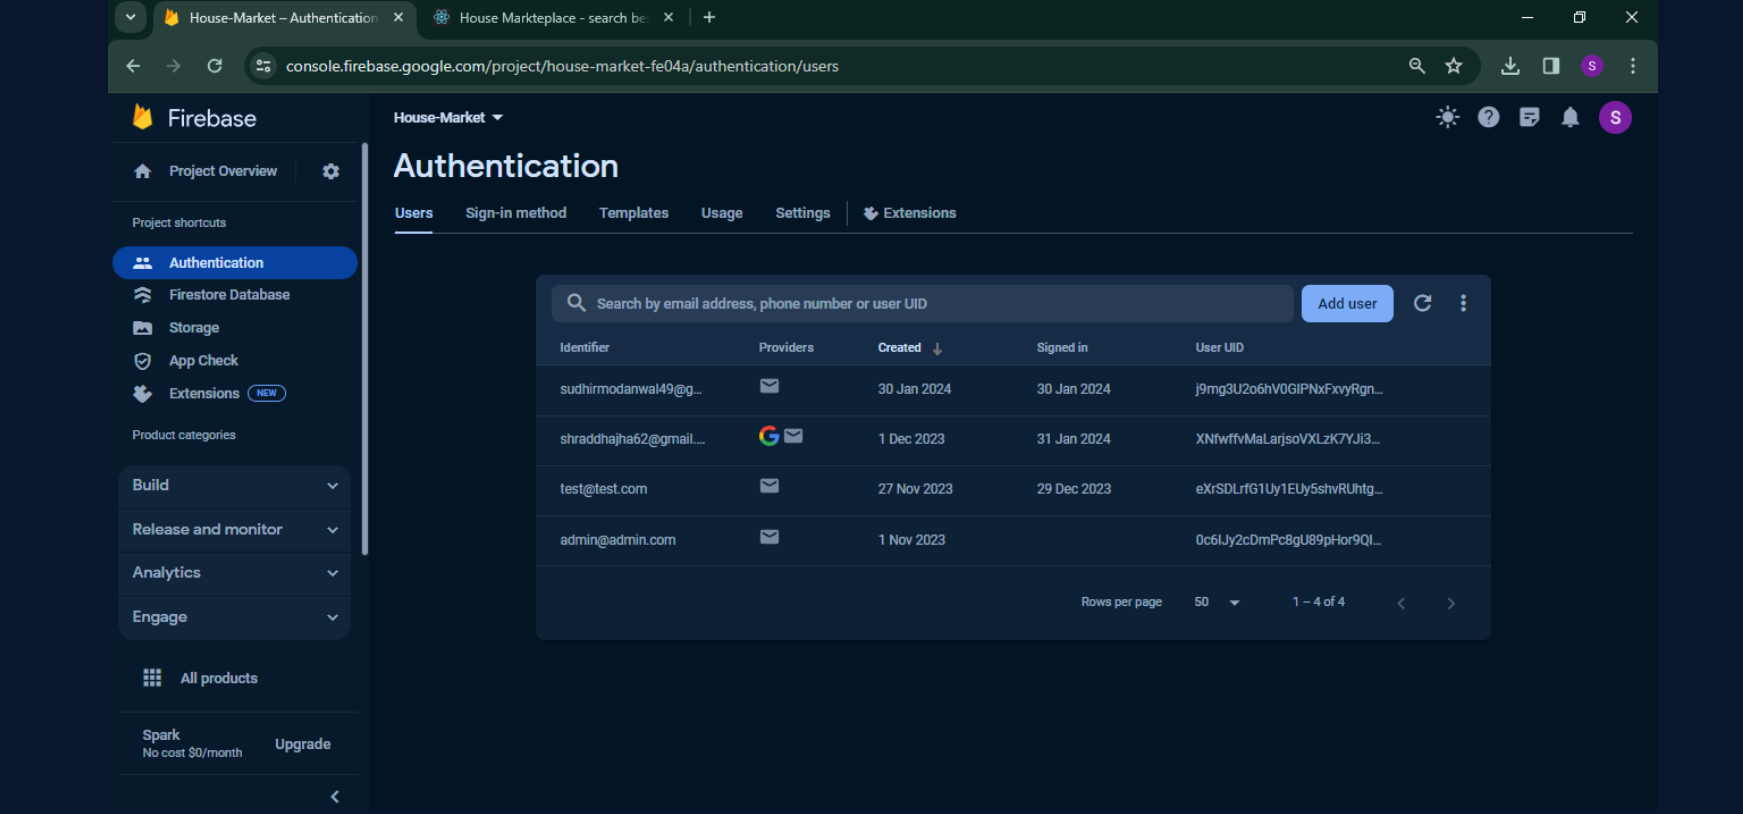 House-Market – Authentication
House Markteplace - search be
console.firebase.google.com/project/house-market-fe04a/authentication/users
S
Firebase
House-Market
S
Project Overview
Authentication
Project shortcuts
Users Sign-in method Templates Usage Settings Extensions
Authentication
Firestore Database
Storage
App Check
Extensions NEW
Product categories
Build
Release and monitor
Analytics
Engage
All products
Spark
No cost $0/month
Upgrade
Search by email address, phone number or user UID
Add user
Identifier Providers Created Signed in User UID
sudhirmodanwal49@g... 30 Jan 2024 30 Jan 2024 j9mg3U2o6hV0GIPNxFxvyRgn...
shraddhajha62@gmail.... 1 Dec 2023 31 Jan 2024 XNfwffvMaLarjsoVXLzK7YJi3...
test@test.com 27 Nov 2023 29 Dec 2023 eXrSDLrfG1Uy1EUy5shvRUhtg...
admin@admin.com 1 Nov 2023 0c6IJy2cDmPc8gU89pHor9QI...
Rows per page 50 1 – 4 of 4